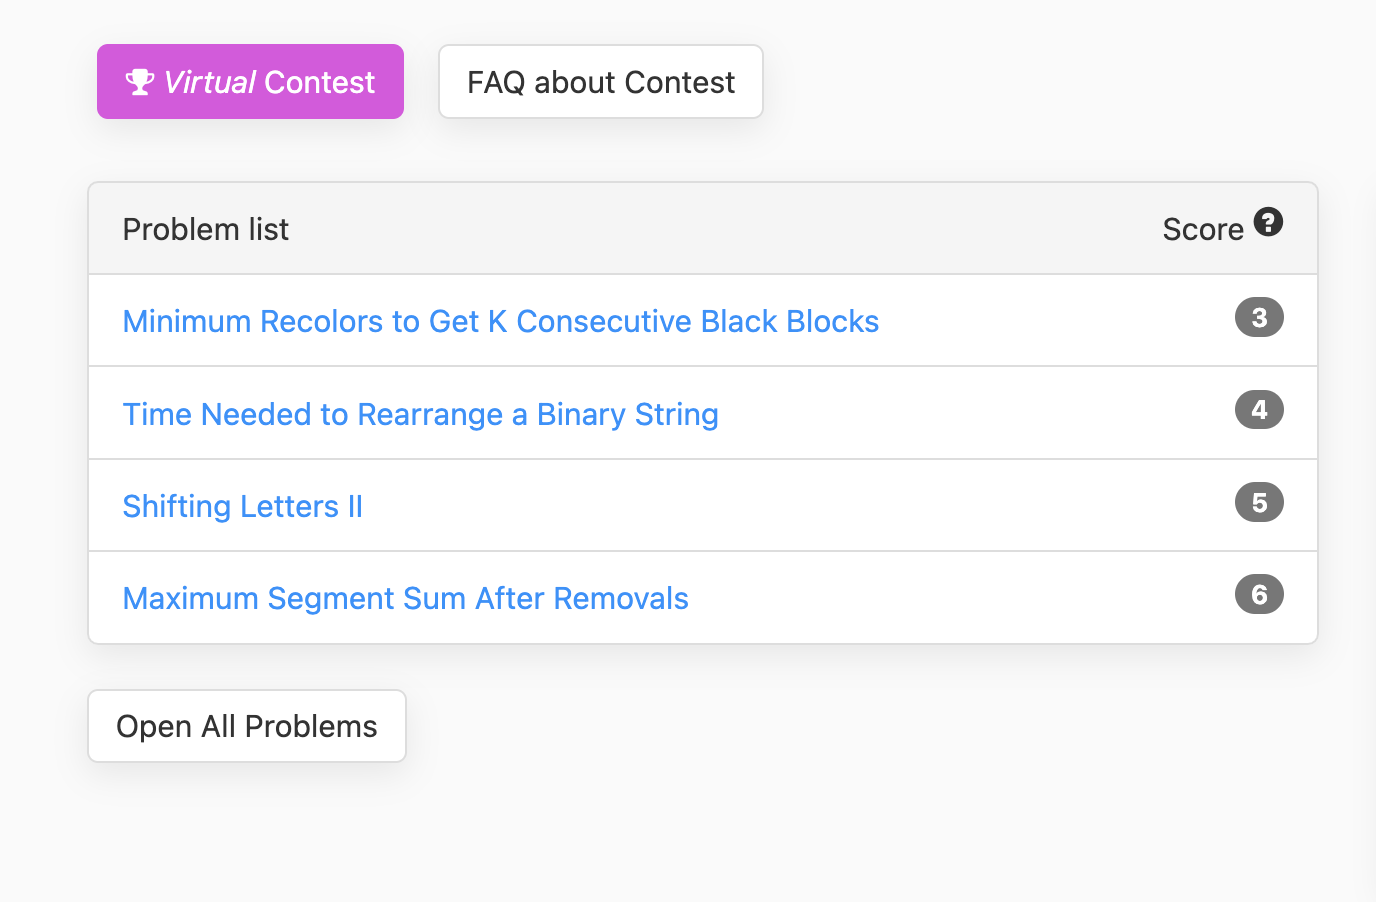 Virtual Contest
FAQ about Contest
Problem list
Score ?
Minimum Recolors to Get K Consecutive Black Blocks
3
Time Needed to Rearrange a Binary String
4
Shifting Letters II
5
Maximum Segment Sum After Removals
6
Open All Problems